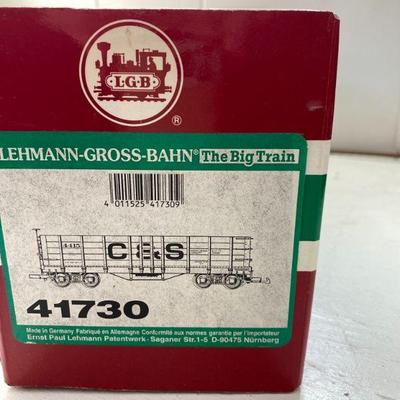 L.G.B
®
LEHMANN-GROSS-BAHN® The Big Train
4 011525 417309
4415 C&S
41730
Made in Germany Fabriqué en Allemagne Conformité aux normes garantie par l'importateur
Ernst Paul Lehmann Patentwerk · Saganer Str.1-5 D-90475 Nürnberg